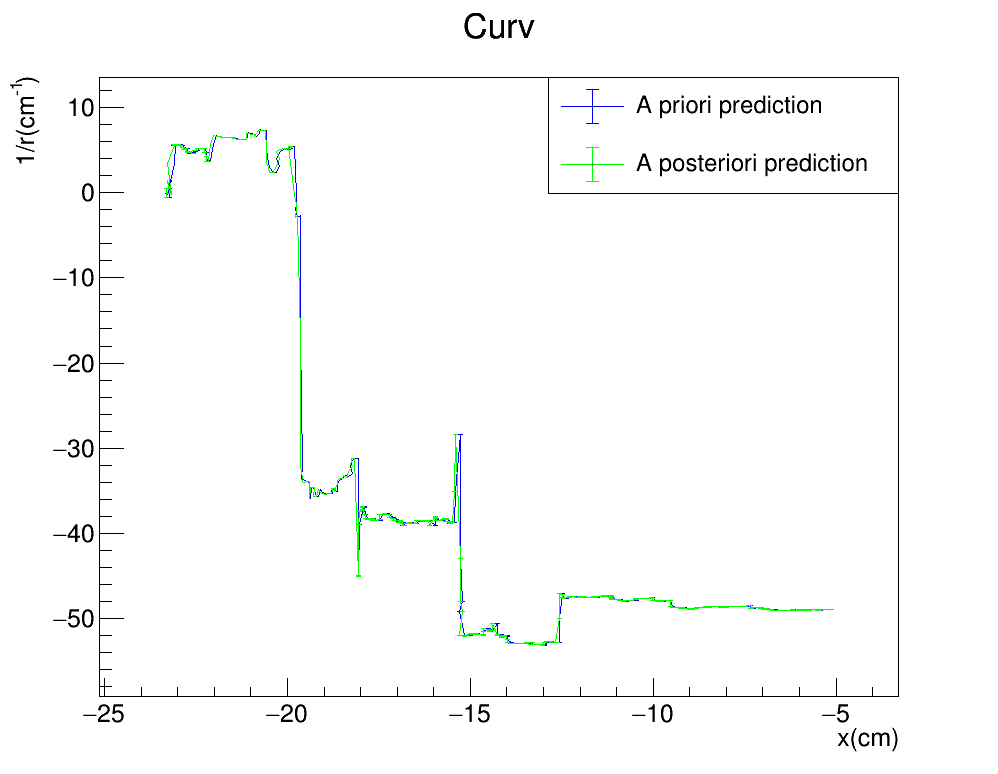 Curv
1/r(cm⁻¹)
A priori prediction
A posteriori prediction
10
0
−10
−20
−30
−40
−50
−25 −20 −15 −10 −5
x(cm)